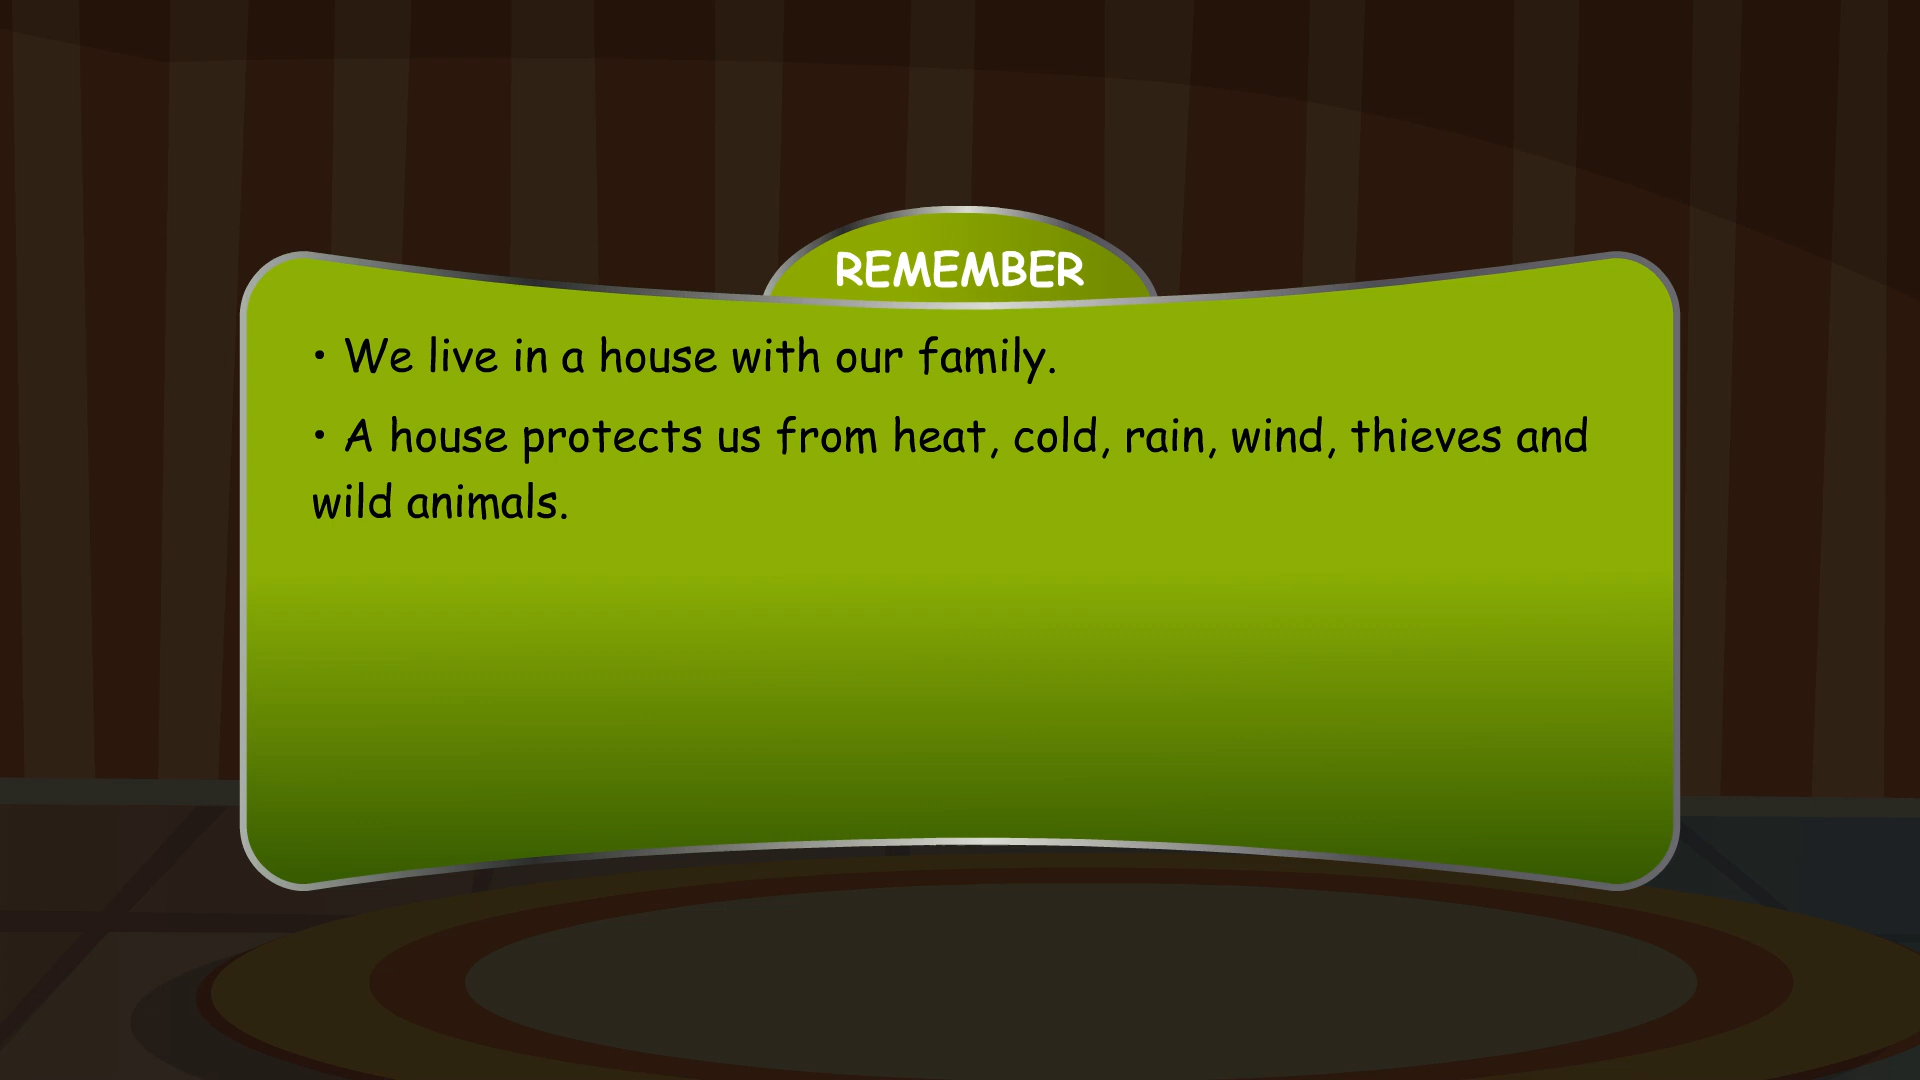 REMEMBER
• We live in a house with our family.
• A house protects us from heat, cold, rain, wind, thieves and
wild animals.